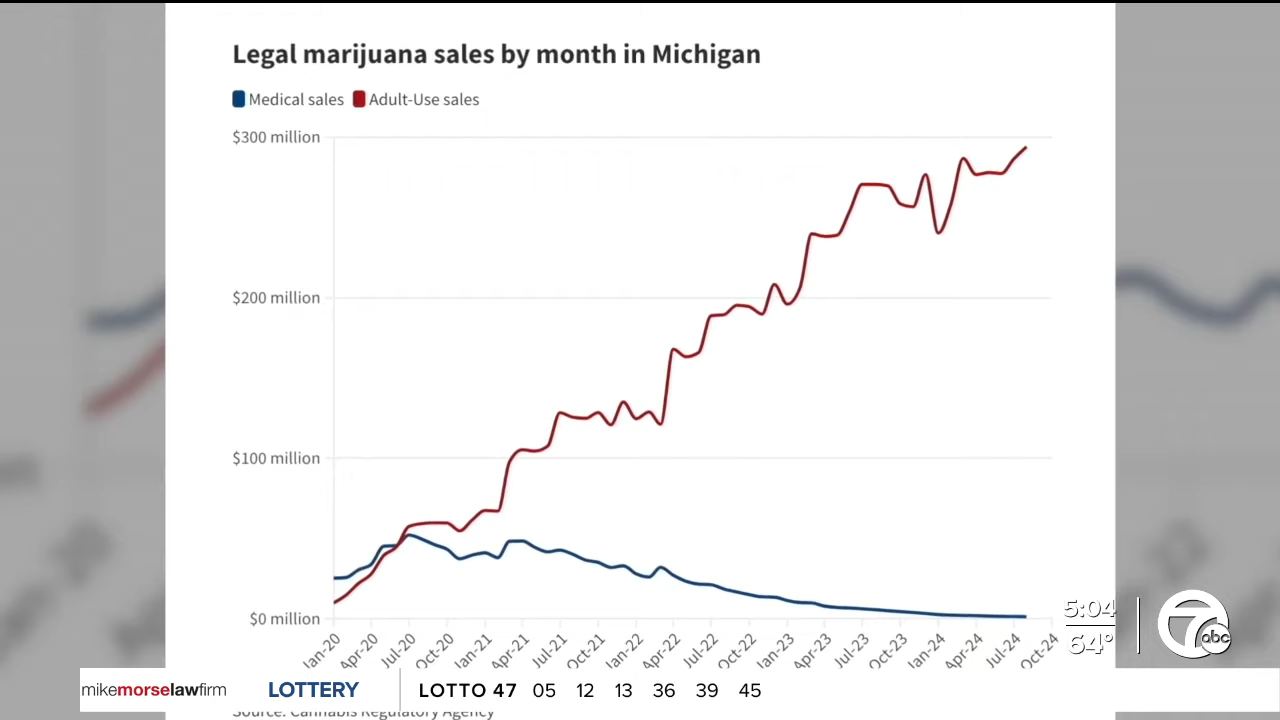 Legal marijuana sales by month in Michigan
Medical sales Adult-Use sales
$300 million
$200 million
$100 million
$0 million
Jan-20 Apr-20 Jul-20 Oct-20 Jan-21 Apr-21 Jul-21 Oct-21 Jan-22 Apr-22 Jul-22 Oct-22 Jan-23 Apr-23 Jul-23 Oct-23 Jan-24 Apr-24 Jul-24 Oct-24
5:04
64°
7 abc
mikemorselawfirm LOTTERY LOTTO 47 05 12 13 36 39 45
Source: Cannabis Regulatory Agency